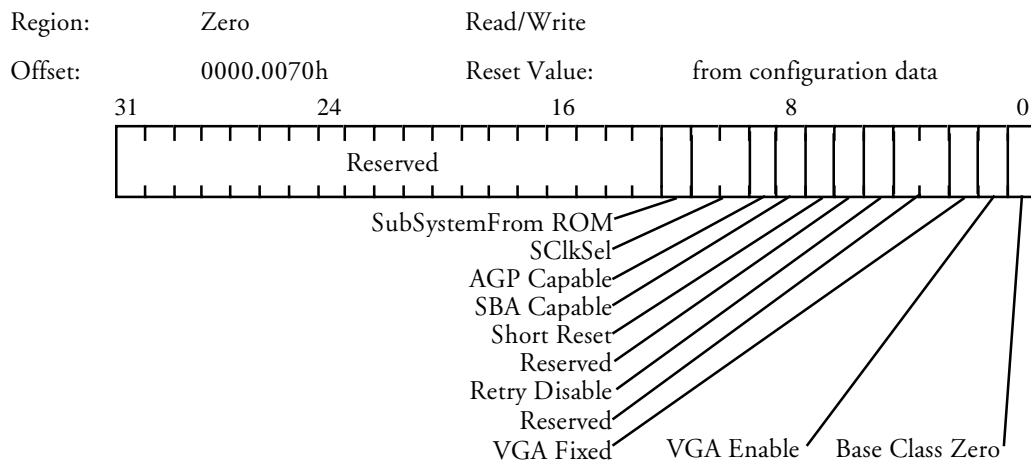 Region: Zero Read/Write
Offset: 0000.0070h Reset Value: from configuration data
31 24 16 8 0
Reserved
SubSystemFrom ROM
SClkSel
AGP Capable
SBA Capable
Short Reset
Reserved
Retry Disable
Reserved
VGA Fixed VGA Enable Base Class Zero